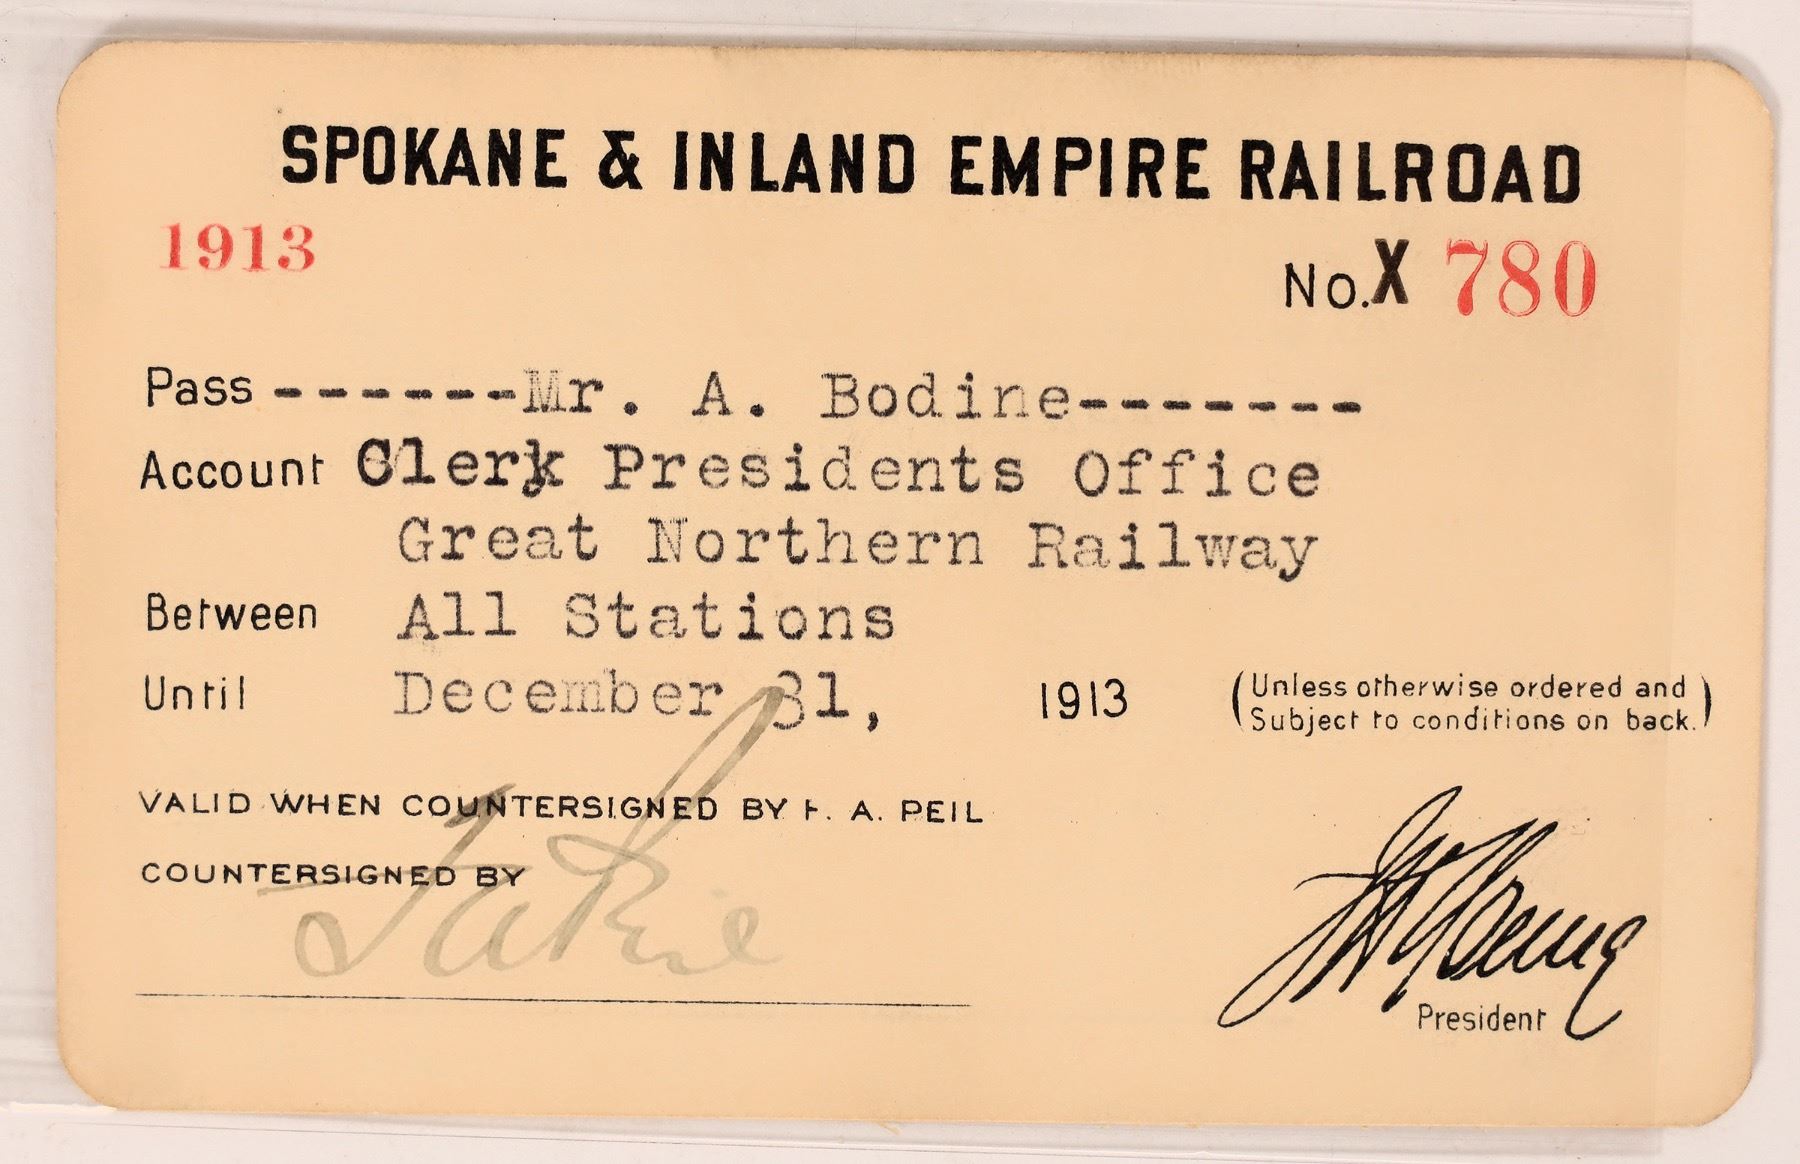 SPOKANE & INLAND EMPIRE RAILROAD
1913
No. X 780
Pass -------Mr. A. Bodine--------
Account Clerk Presidents Office
Great Northern Railway
Between All Stations
Until December 31, 1913 (Unless otherwise ordered and
Subject to conditions on back.)
VALID WHEN COUNTERSIGNED BY F. A. PEIL
COUNTERSIGNED BY
F A Peil
President